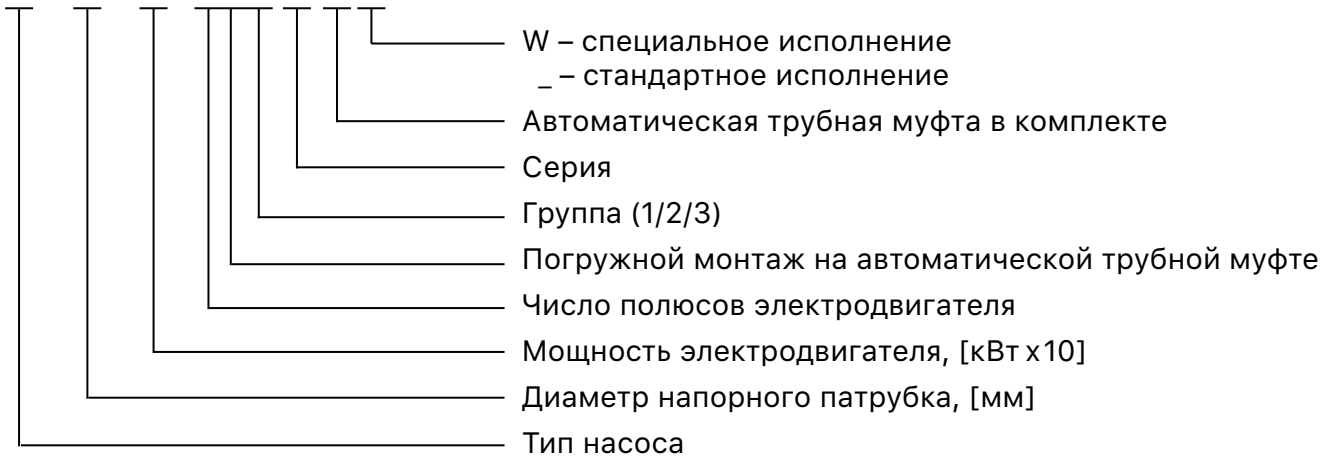 W – специальное исполнение
_ – стандартное исполнение
Автоматическая трубная муфта в комплекте
Серия
Группа (1/2/3)
Погружной монтаж на автоматической трубной муфте
Число полюсов электродвигателя
Мощность электродвигателя, [кВт x10]
Диаметр напорного патрубка, [мм]
Тип насоса